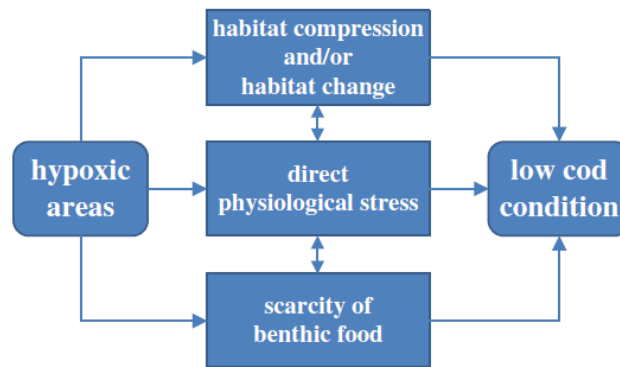 habitat compression
and/or
habitat change
hypoxic
areas
direct
physiological stress
low cod
condition
scarcity of
benthic food